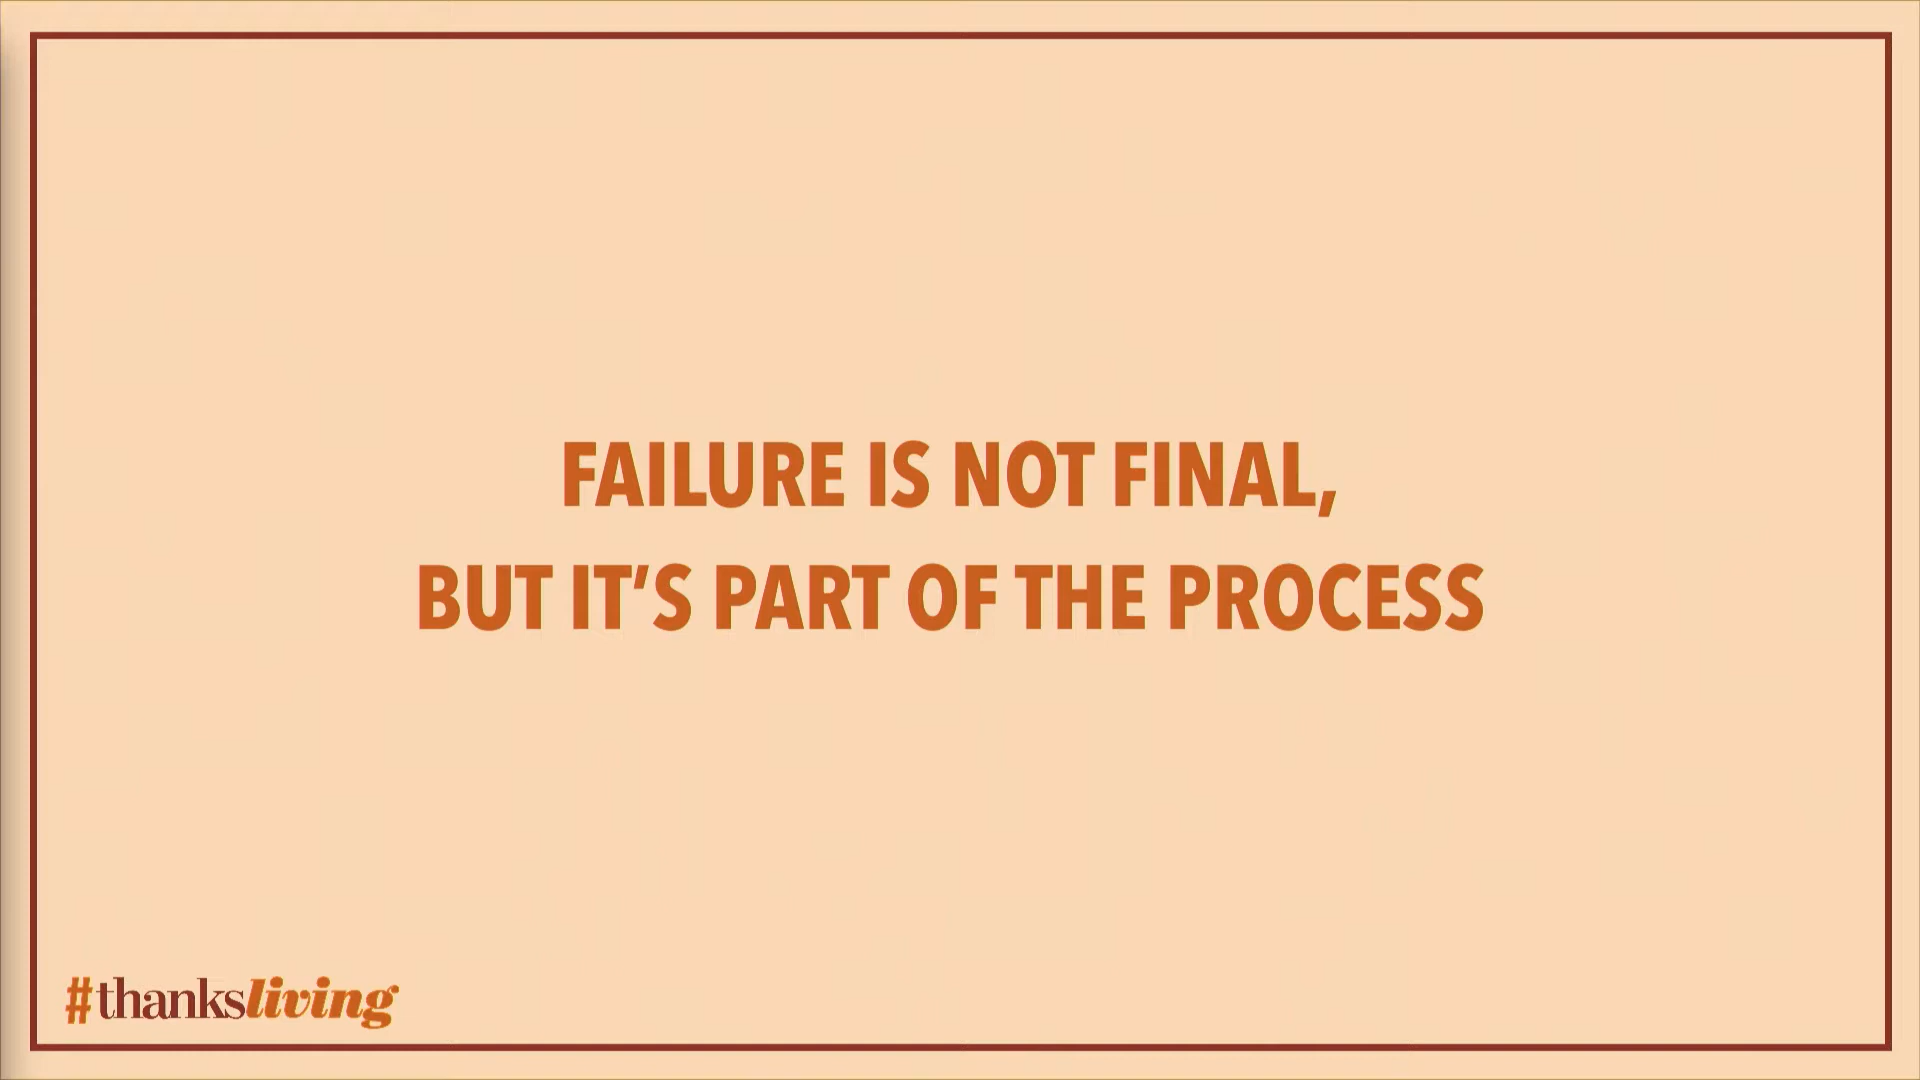 FAILURE IS NOT FINAL,
BUT IT’S PART OF THE PROCESS
#thanksliving